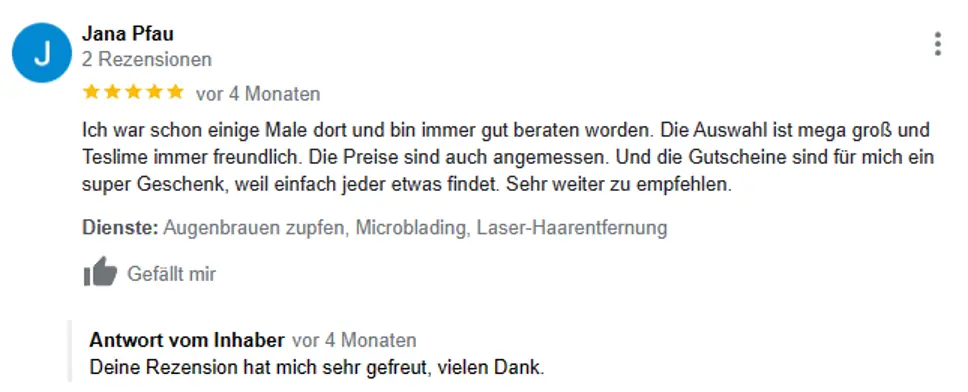 J
Jana Pfau
2 Rezensionen
vor 4 Monaten
Ich war schon einige Male dort und bin immer gut beraten worden. Die Auswahl ist mega groß und
Teslime immer freundlich. Die Preise sind auch angemessen. Und die Gutscheine sind für mich ein
super Geschenk, weil einfach jeder etwas findet. Sehr weiter zu empfehlen.
Dienste: Augenbrauen zupfen, Microblading, Laser-Haarentfernung
Gefällt mir
Antwort vom Inhaber vor 4 Monaten
Deine Rezension hat mich sehr gefreut, vielen Dank.